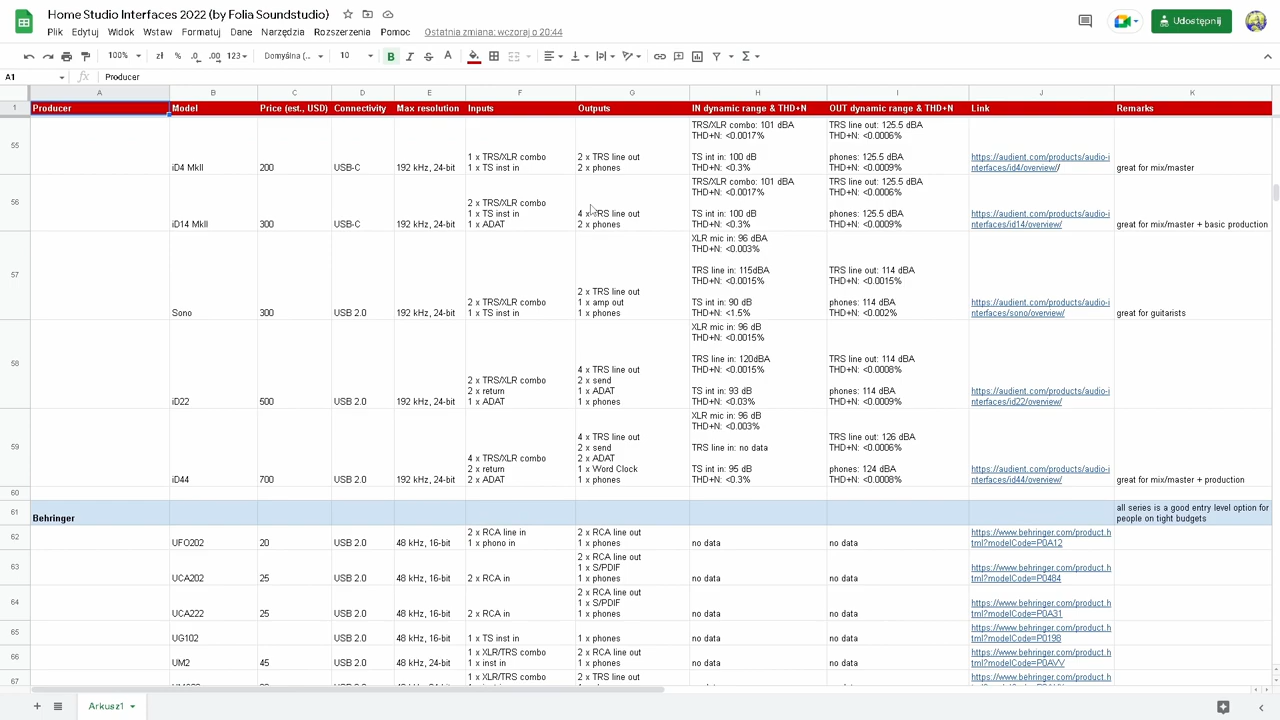 Home Studio Interfaces 2022 (by Folia Soundstudio)
Plik Edytuj Widok Wstaw Formatuj Dane Narzędzia Rozszerzenia Pomoc Ostatnia zmiana: wczoraj o 20:44
Udostępnij
100% zł % .0 .00 123 Domyślna (... 10 B I S A
A1 fx Producer
A B C D E F G H I J K
1 Producer Model Price (est., USD) Connectivity Max resolution Inputs Outputs IN dynamic range & THD+N OUT dynamic range & THD+N Link Remarks
TRS/XLR combo: 101 dBA TRS line out: 125.5 dBA
THD+N: <0.0017% THD+N: <0.0006%
1 x TRS/XLR combo 2 x TRS line out TS int in: 100 dB phones: 125.5 dBA https://audient.com/products/audio-i
iD4 MkII 200 USB-C 192 kHz, 24-bit 1 x TS inst in 2 x phones THD+N: <0.3% THD+N: <0.0009% nterfaces/id4/overview// great for mix/master
TRS/XLR combo: 101 dBA TRS line out: 125.5 dBA
2 x TRS/XLR combo THD+N: <0.0017% THD+N: <0.0006%
1 x TS inst in 4 x TRS line out TS int in: 100 dB phones: 125.5 dBA https://audient.com/products/audio-i
iD14 MkII 300 USB-C 192 kHz, 24-bit 1 x ADAT 2 x phones THD+N: <0.3% THD+N: <0.0009% nterfaces/id14/overview/ great for mix/master + basic production
XLR mic in: 96 dBA
THD+N: <0.003%
57 TRS line in: 115dBA TRS line out: 114 dBA
THD+N: <0.0015% THD+N: <0.0015%
2 x TRS line out
2 x TRS/XLR combo 1 x amp out TS int in: 90 dB phones: 114 dBA https://audient.com/products/audio-i
Sono 300 USB 2.0 192 kHz, 24-bit 1 x TS inst in 1 x phones THD+N: <1.5% THD+N: <0.002% nterfaces/sono/overview/ great for guitarists
XLR mic in: 96 dB
THD+N: <0.0015%
58 TRS line in: 120dBA TRS line out: 114 dBA
4 x TRS line out THD+N: <0.0015% THD+N: <0.0008%
2 x TRS/XLR combo 2 x send
2 x return 1 x ADAT TS int in: 93 dB phones: 114 dBA https://audient.com/products/audio-i
iD22 500 USB 2.0 192 kHz, 24-bit 1 x ADAT 1 x phones THD+N: <0.03% THD+N: <0.0009% nterfaces/id22/overview/
XLR mic in: 96 dB
THD+N: <0.003%
4 x TRS line out TRS line out: 126 dBA
59 2 x send TRS line in: no data THD+N: <0.0006%
4 x TRS/XLR combo 2 x ADAT
2 x return 1 x Word Clock TS int in: 95 dB phones: 124 dBA https://audient.com/products/audio-i
iD44 700 USB 2.0 192 kHz, 24-bit 2 x ADAT 1 x phones THD+N: <0.3% THD+N: <0.0008% nterfaces/id44/overview/ great for mix/master + production
60
all series is a good entry level option for
61 Behringer people on tight budgets
2 x RCA line in 2 x RCA line out https://www.behringer.com/product.h
62 UFO202 20 USB 2.0 48 kHz, 16-bit 1 x phono in 1 x phones no data no data tml?modelCode=P0A12
2 x RCA line out
63 1 x S/PDIF https://www.behringer.com/product.h
UCA202 25 USB 2.0 48 kHz, 16-bit 2 x RCA in 1 x phones no data no data tml?modelCode=P0484
2 x RCA line out
64 1 x S/PDIF https://www.behringer.com/product.h
UCA222 25 USB 2.0 48 kHz, 16-bit 2 x RCA in 1 x phones no data no data tml?modelCode=P0A31
https://www.behringer.com/product.h
65 UG102 USB 2.0 48 kHz, 16-bit 1 x TS inst in 1 x phones no data no data tml?modelCode=P0198
1 x XLR/TRS combo 2 x RCA line out https://www.behringer.com/product.h
66 UM2 45 USB 2.0 48 kHz, 24-bit 1 x inst in 1 x phones no data no data tml?modelCode=P0AVV
67 1 x XLR/TRS combo 2 x RCA line out https://www.behringer.com/product.h
Arkusz1